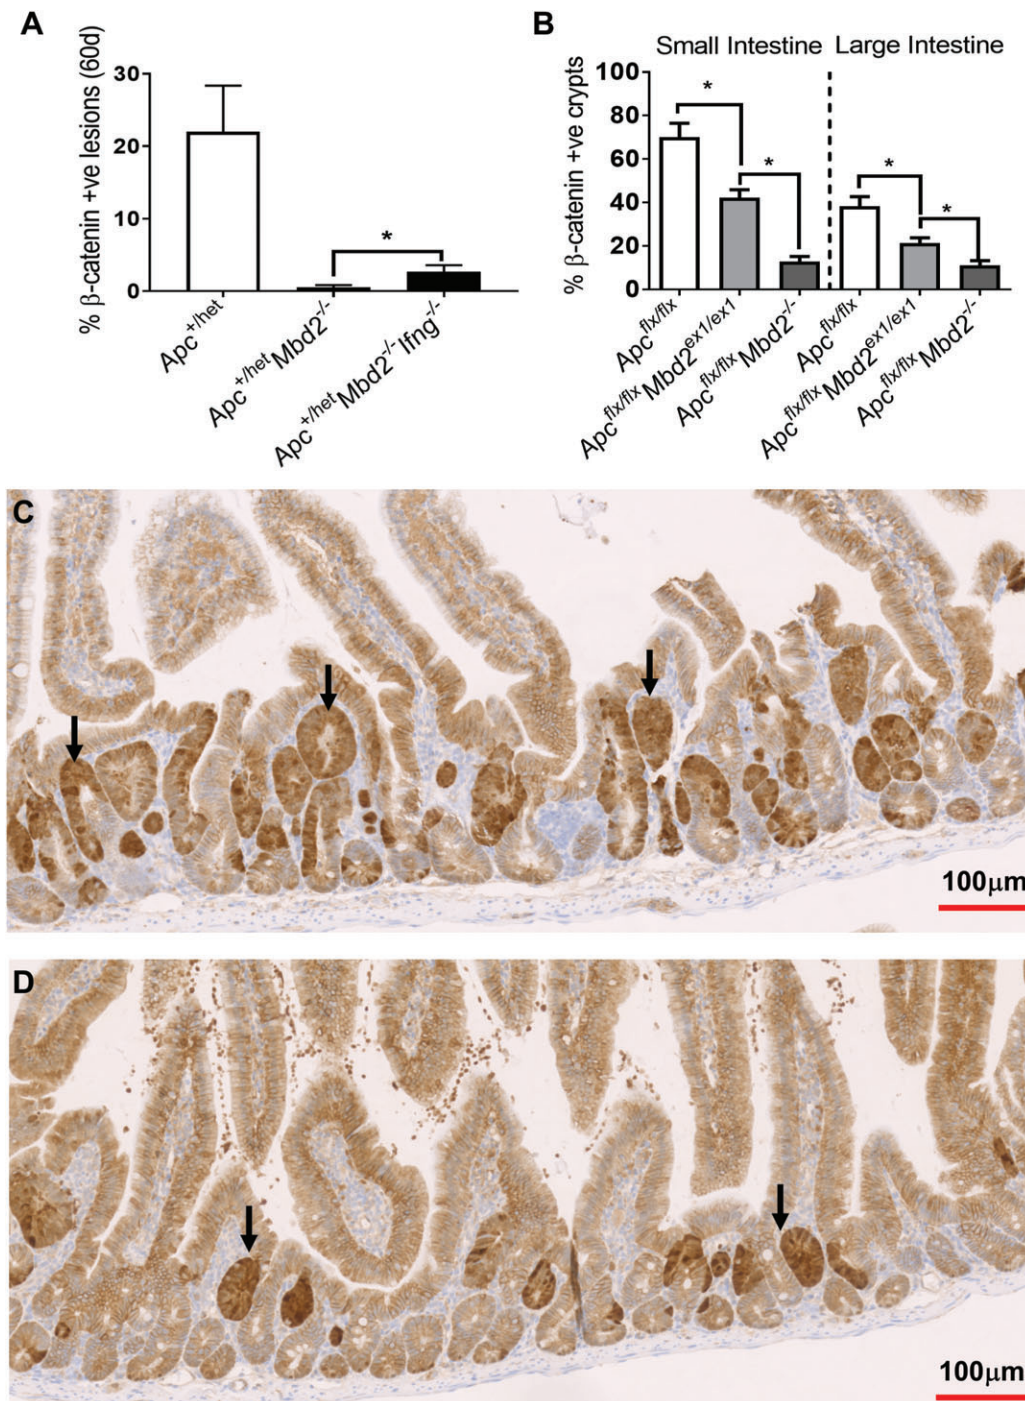 A
% β-catenin +ve lesions (60d)
30
20
10
0
*
Apc+/het
Apc+/hetMbd2-/-
Apc+/hetMbd2-/-Ifng-/-
B
Small Intestine
Large Intestine
% β-catenin +ve crypts
100
80
60
40
20
0
*
*
*
*
Apcflx/flx
Apcflx/flxMbd2ex1/ex1
Apcflx/flxMbd2-/-
Apcflx/flx
Apcflx/flxMbd2ex1/ex1
Apcflx/flxMbd2-/-
C
100μm
D
100μm